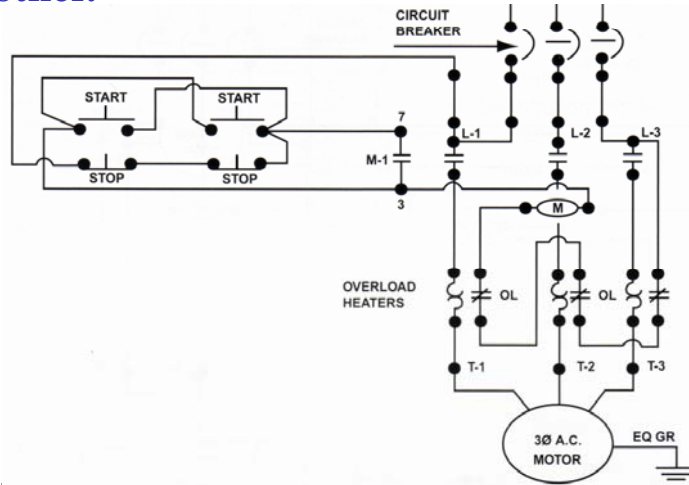 CIRCUIT
BREAKER
START
START
7
L-1
L-2
L-3
M-1
STOP
STOP
3
M
OVERLOAD
HEATERS
OL
OL
T-1
T-2
T-3
3Ø A.C.
MOTOR
EQ GR